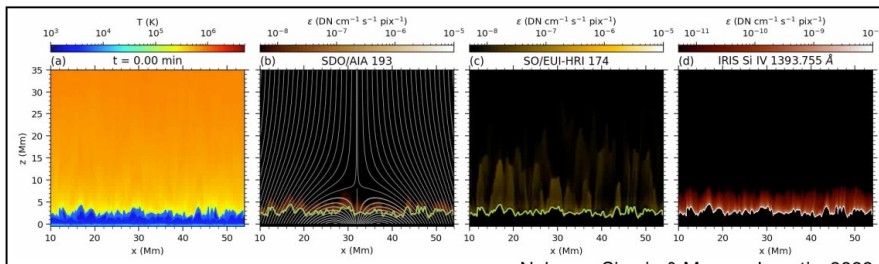 T (K)
10³ 10⁴ 10⁵ 10⁶
ε (DN cm⁻¹ s⁻¹ pix⁻¹)
10⁻⁸ 10⁻⁷ 10⁻⁶ 10⁻⁵
ε (DN cm⁻¹ s⁻¹ pix⁻¹)
10⁻⁸ 10⁻⁷ 10⁻⁶ 10⁻⁵
ε (DN cm⁻¹ s⁻¹ pix⁻¹)
10⁻¹¹ 10⁻¹⁰ 10⁻⁹
(a) t = 0.00 min
(b) SDO/AIA 193
(c) SO/EUI-HRI 174
(d) IRIS Si IV 1393.755 Å
z (Mm)
35
30
25
20
15
10
5
0
10 20 30 40 50
x (Mm)
10 20 30 40 50
x (Mm)
10 20 30 40 50
x (Mm)
10 20 30 40 50
x (Mm)